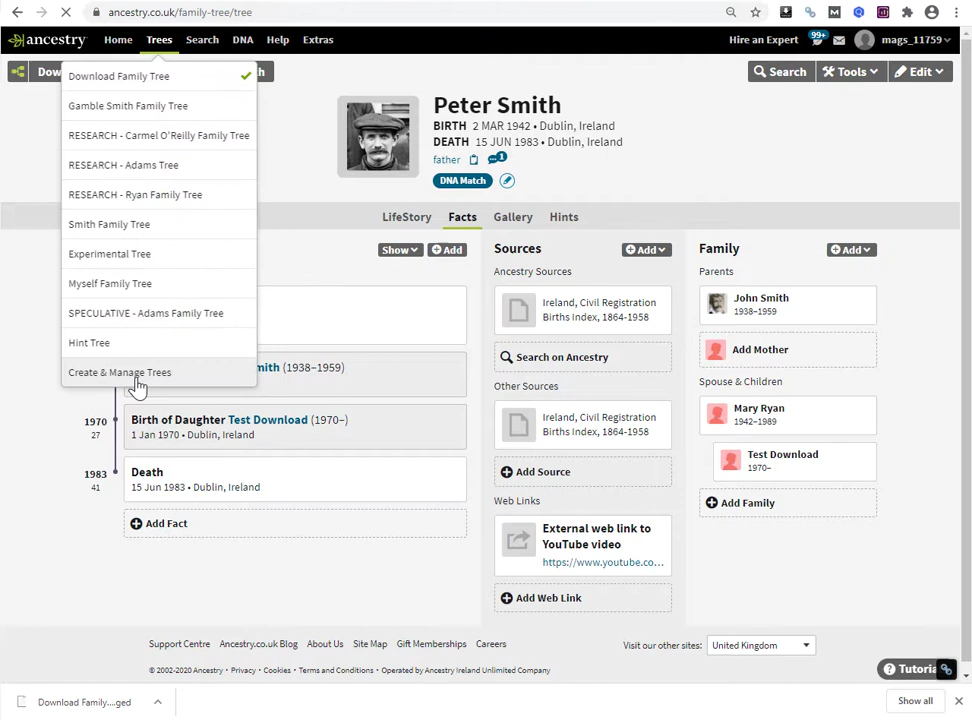 ancestry.co.uk/family-tree/tree
ancestry
Home
Trees
Search
DNA
Help
Extras
Hire an Expert
99+
mags_11759
Search
Tools
Edit
Download Family Tree
Gamble Smith Family Tree
RESEARCH - Carmel O'Reilly Family Tree
RESEARCH - Adams Tree
RESEARCH - Ryan Family Tree
Smith Family Tree
Experimental Tree
Myself Family Tree
SPECULATIVE - Adams Family Tree
Hint Tree
Create & Manage Trees
Peter Smith
BIRTH 2 MAR 1942 • Dublin, Ireland
DEATH 15 JUN 1983 • Dublin, Ireland
father
1
DNA Match
LifeStory
Facts
Gallery
Hints
Show
Add
(1938–1959)
1970
27
Birth of Daughter Test Download (1970–)
1 Jan 1970 • Dublin, Ireland
1983
41
Death
15 Jun 1983 • Dublin, Ireland
Add Fact
Sources
Add
Ancestry Sources
Ireland, Civil Registration
Births Index, 1864-1958
Search on Ancestry
Other Sources
Ireland, Civil Registration
Births Index, 1864-1958
Add Source
Web Links
External web link to
YouTube video
https://www.youtube.co...
Add Web Link
Family
Add
Parents
John Smith
1938–1959
Add Mother
Spouse & Children
Mary Ryan
1942–1989
Test Download
1970–
Add Family
Support Centre
Ancestry.co.uk Blog
About Us
Site Map
Gift Memberships
Careers
Visit our other sites:
United Kingdom
© 2002-2020 Ancestry • Privacy • Cookies • Terms and Conditions • Operated by Ancestry Ireland Unlimited Company
Tutoria
Download Family....ged
Show all